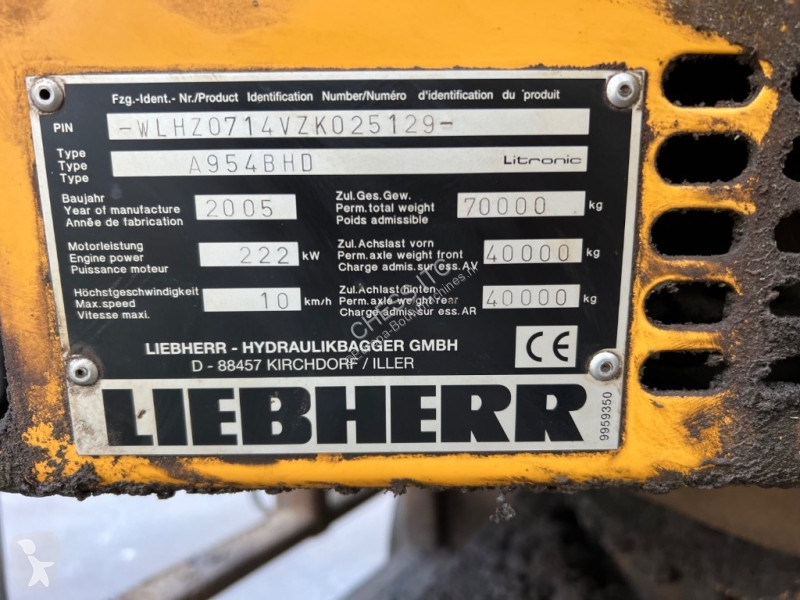 Fzg.-Ident.- Nr./Product Identification Number/Numéro d'identification du produit
PIN -WLHZ0714VZK025129-
Type
Type A954BHD Litronic
Type
Baujahr
Year of manufacture 2005
Année de fabrication
Zul.Ges.Gew.
Perm.total weight 70000 kg
Poids admissible
Motorleistung
Engine power 222 kW
Puissance moteur
Zul.Achslast vorn
Perm.axle weight front 40000 kg
Charge admis.sur ess.AV
Höchstgeschwindigkeit
Max.speed 10 km/h
Vitesse maxi.
Zul.Achslast hinten
Perm.axle weight rear 40000 kg
Charge admis.sur ess.AR
LIEBHERR - HYDRAULIKBAGGER GMBH
D - 88457 KIRCHDORF / ILLER
CE
LIEBHERR
9959350